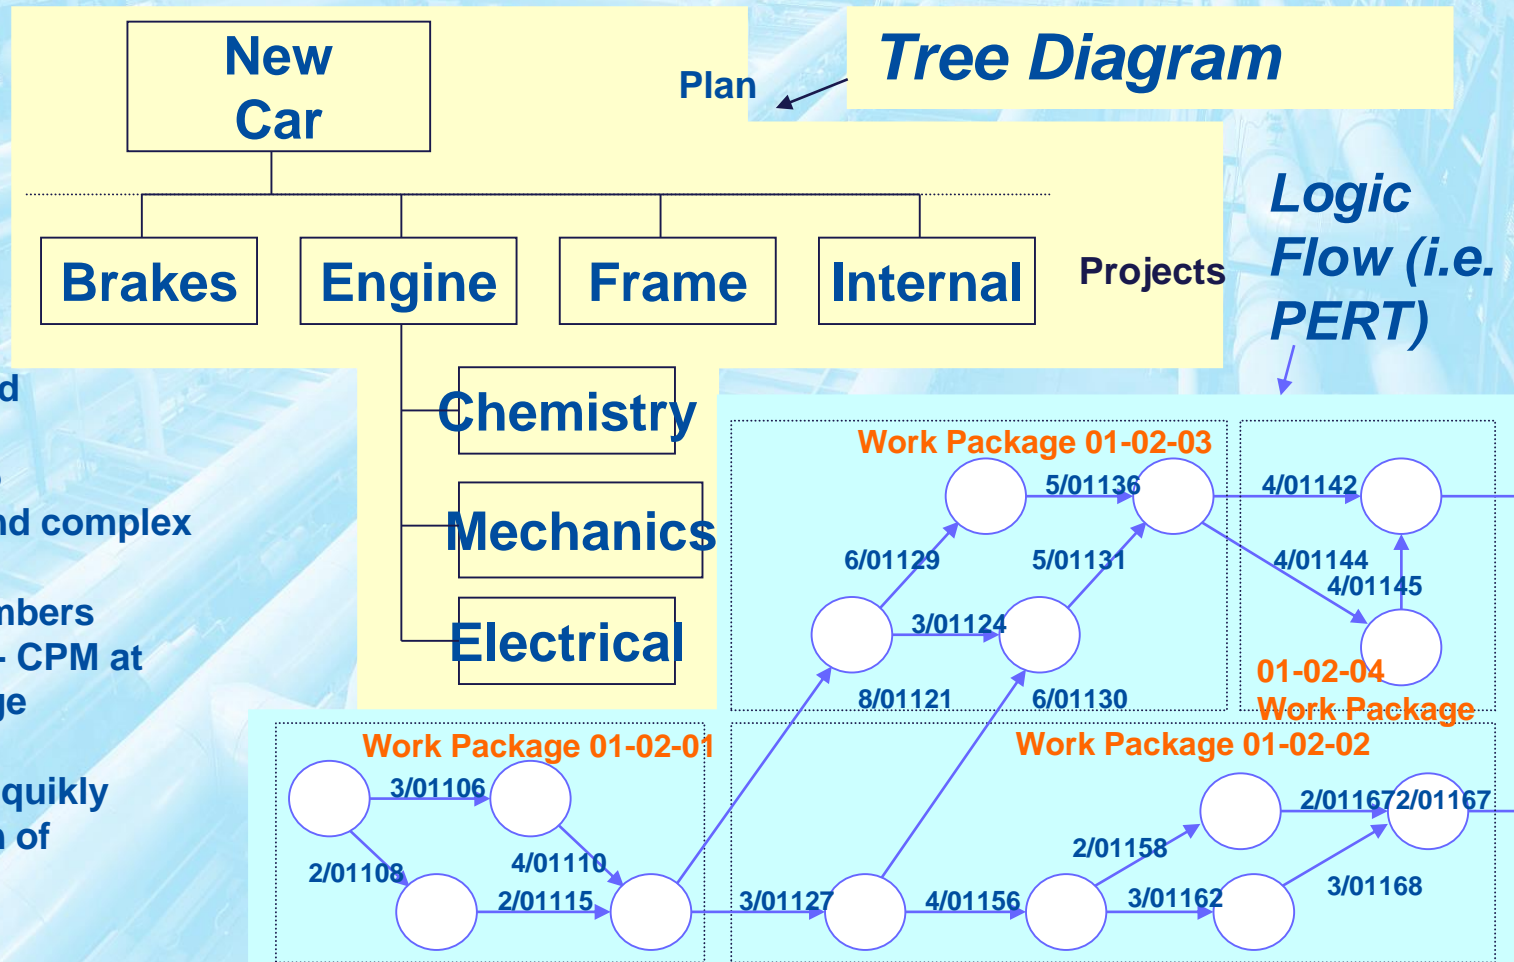 New
Car
Plan
Tree Diagram
Logic
Flow (i.e.
PERT)
Brakes
Engine
Frame
Internal
Projects
Chemistry
Mechanics
Electrical
nd complex
mbers
- CPM at
ge
quikly
n of
Work Package 01-02-03
5/01136
4/01142
6/01129
5/01131
4/01144
4/01145
3/01124
8/01121
6/01130
01-02-04
Work Package
Work Package 01-02-01
3/01106
2/01108
4/01110
2/01115
Work Package 01-02-02
3/01127
4/01156
2/01158
3/01162
2/01167
2/01167
3/01168